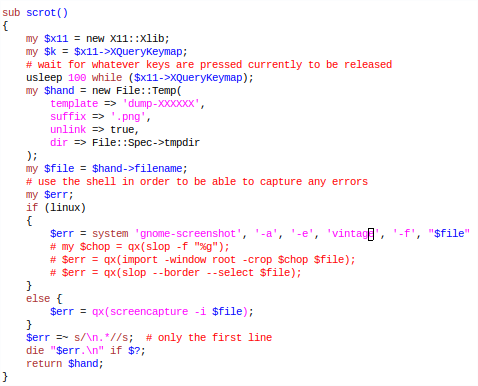 sub scrot()
{
    my $x11 = new X11::Xlib;
    my $k = $x11->XQueryKeymap;
    # wait for whatever keys are pressed currently to be released
    usleep 100 while ($x11->XQueryKeymap);
    my $hand = new File::Temp(
        template => 'dump-XXXXXX',
        suffix => '.png',
        unlink => true,
        dir => File::Spec->tmpdir
    );
    my $file = $hand->filename;
    # use the shell in order to be able to capture any errors
    my $err;
    if (linux)
    {
        $err = system 'gnome-screenshot', '-a', '-e', 'vintage', '-f', "$file"
        # my $chop = qx(slop -f "%g");
        # $err = qx(import -window root -crop $chop $file);
        # $err = qx(slop --border --select $file);
    }
    else {
        $err = qx(screencapture -i $file);
    }
    $err =~ s/\n.*//s;  # only the first line
    die "$err.\n" if $?;
    return $hand;
}